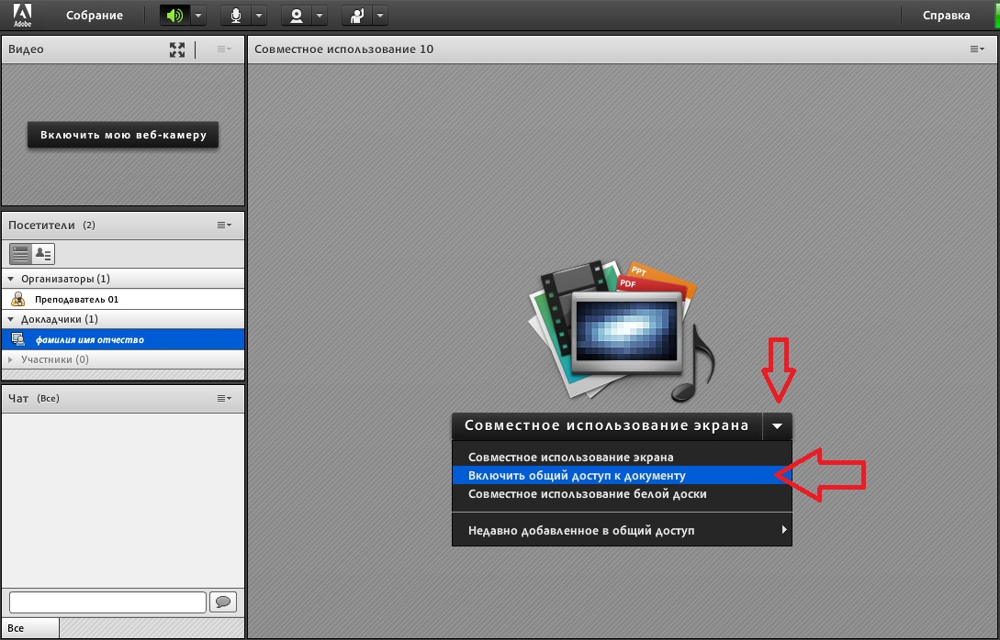 Adobe
Собрание
Справка
Видео
Включить мою веб-камеру
Посетители (2)
Организаторы (1)
Преподаватель 01
Докладчики (1)
фамилия имя отчество
Участники (0)
Чат (Все)
Все
Совместное использование 10
PPT
PDF
Совместное использование экрана
Совместное использование экрана
Включить общий доступ к документу
Совместное использование белой доски
Недавно добавленное в общий доступ